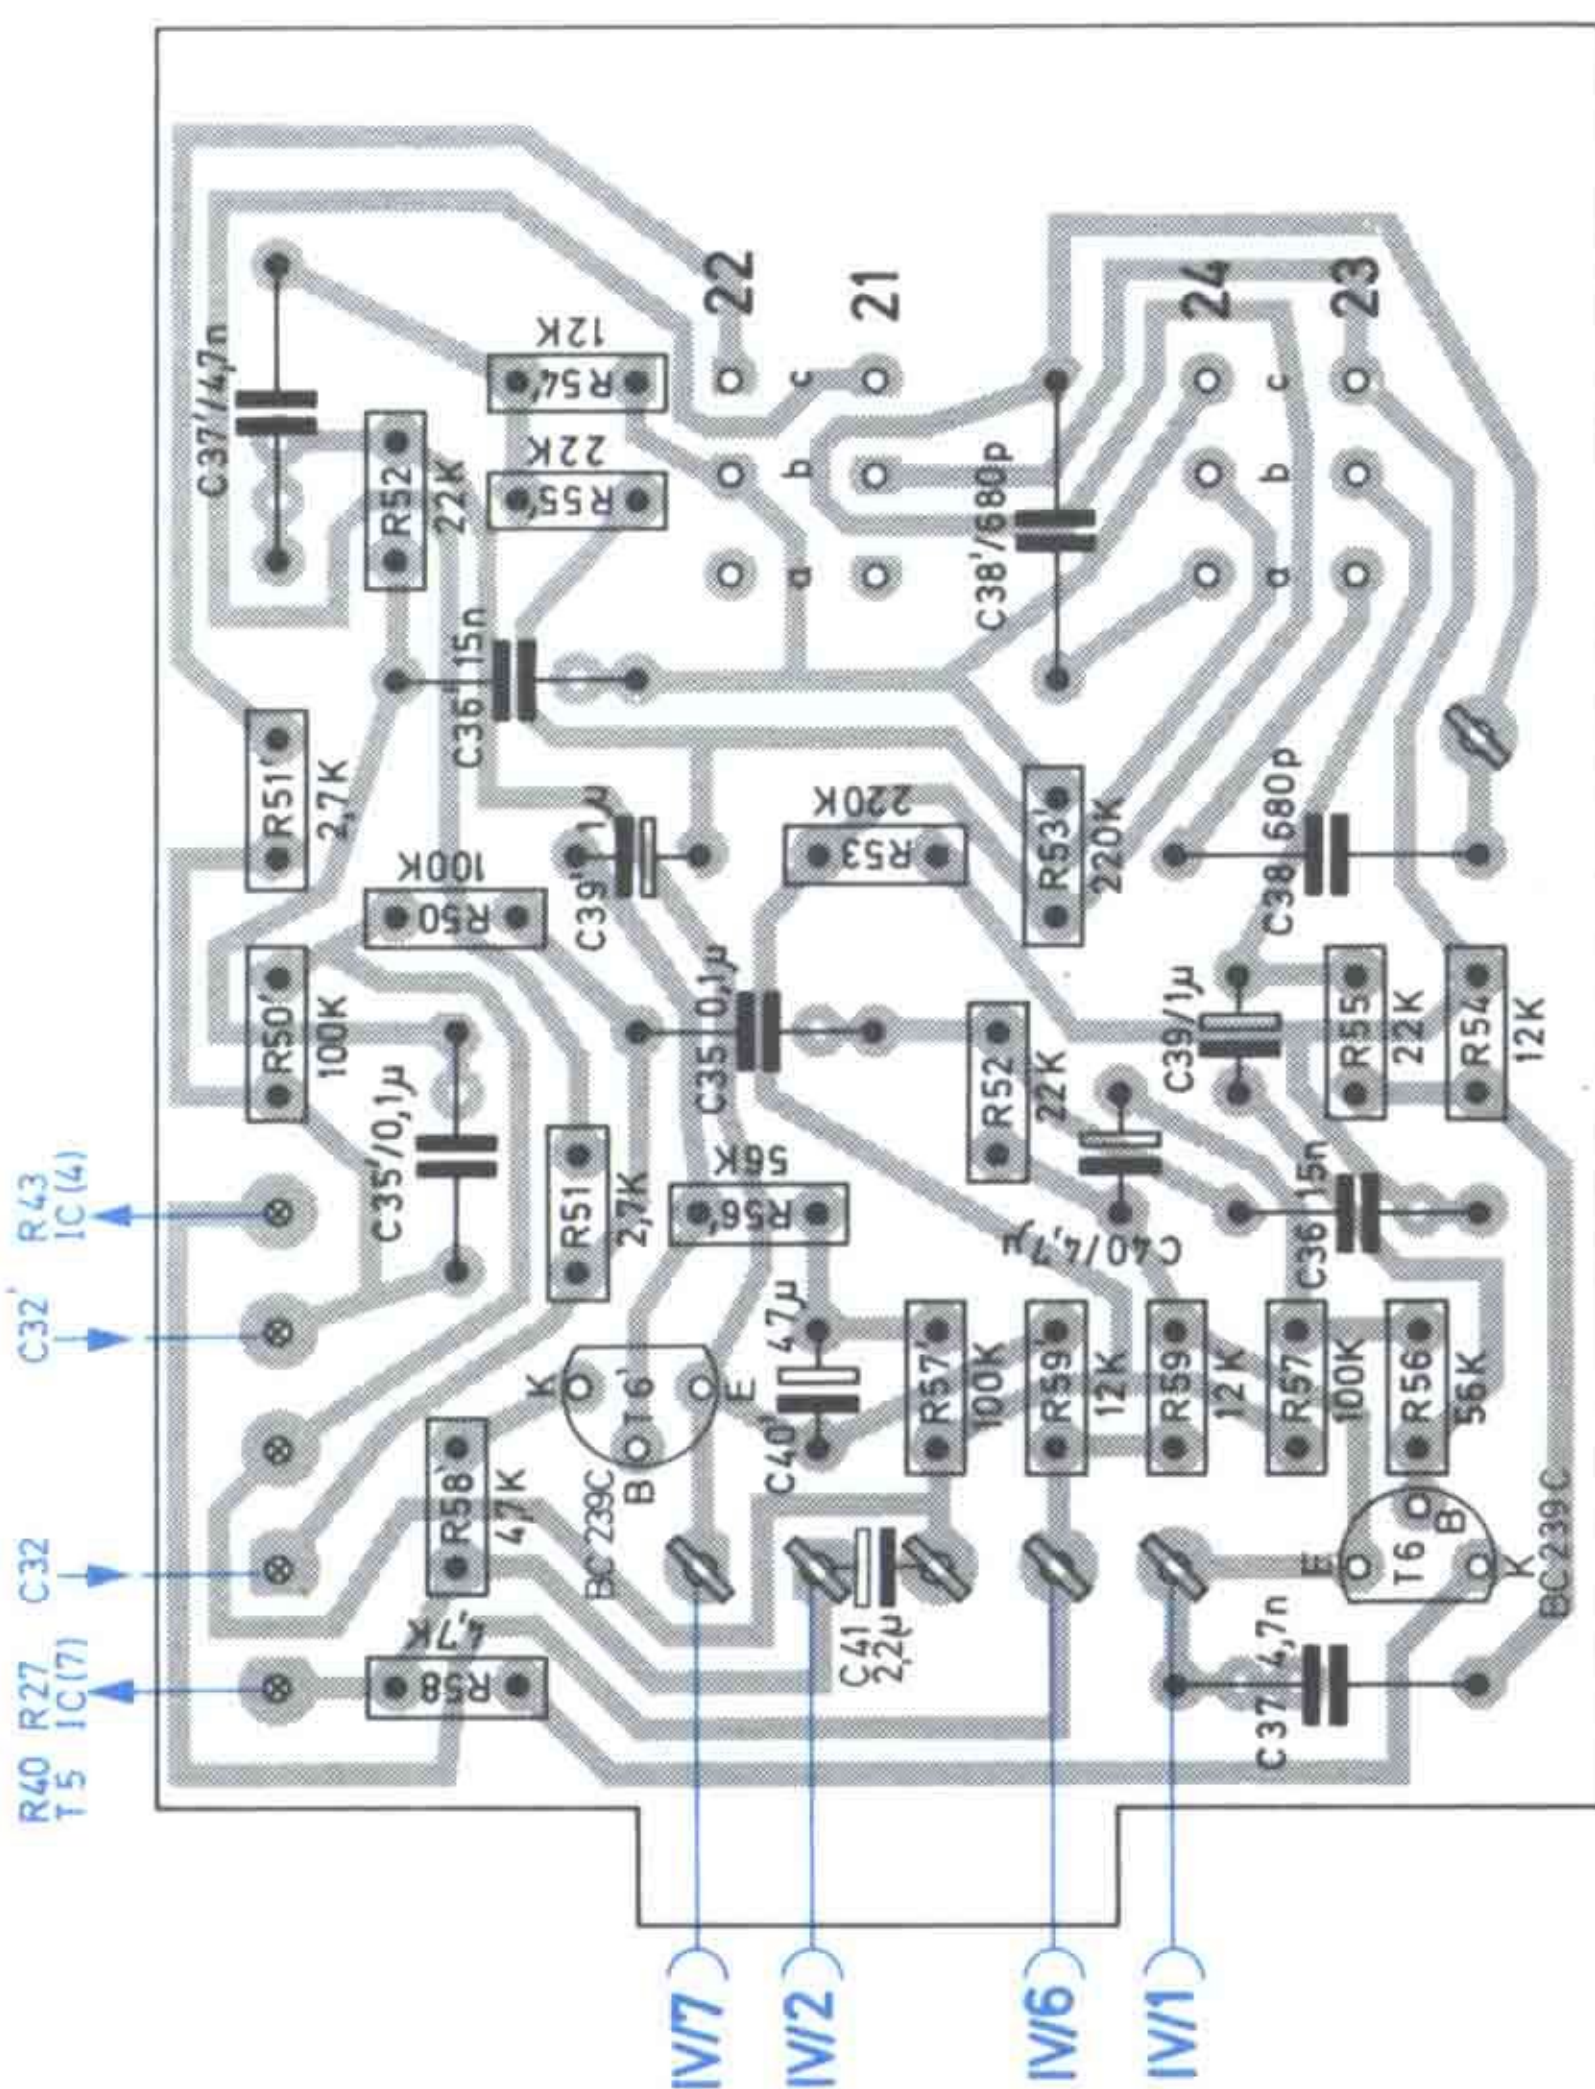 R40 R27
T5 IC(7)
C32
C32'
R43
IC(4)
C37'/4,7n
R52'
22K
R54'
12K
R55'
22K
22
21
24
23
c
b
a
c
b
a
C36' 15n
C38'/680p
R51'
2,7K
R50
100K
C39' 1µ
R53
220K
R53'
220K
C38 680p
R50'
100K
C35 0,1µ
R52
22K
C39/1µ
R55
22K
R54
12K
C35'/0,1µ
R51
2,7K
R56'
56K
C40/4,7µ
C36 15n
K
T6'
E
B
BC239C
C40' 4,7µ
R57'
100K
R59'
12K
R59
12K
R57
100K
R56
56K
R58'
4,7K
R58
4,7K
C41
2,2µ
E
T6
B
K
BC239C
C37 4,7n
IV/7
IV/2
IV/6
IV/1